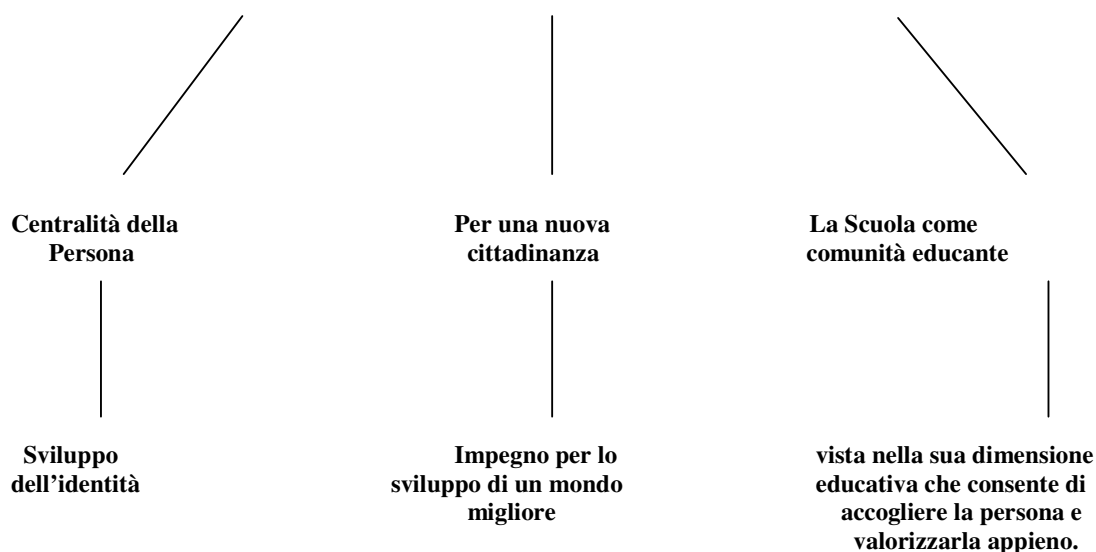 Centralità della
Persona
Per una nuova
cittadinanza
La Scuola come
comunità educante
Sviluppo
dell’identità
Impegno per lo
sviluppo di un mondo
migliore
vista nella sua dimensione
educativa che consente di
accogliere la persona e
valorizzarla appieno.